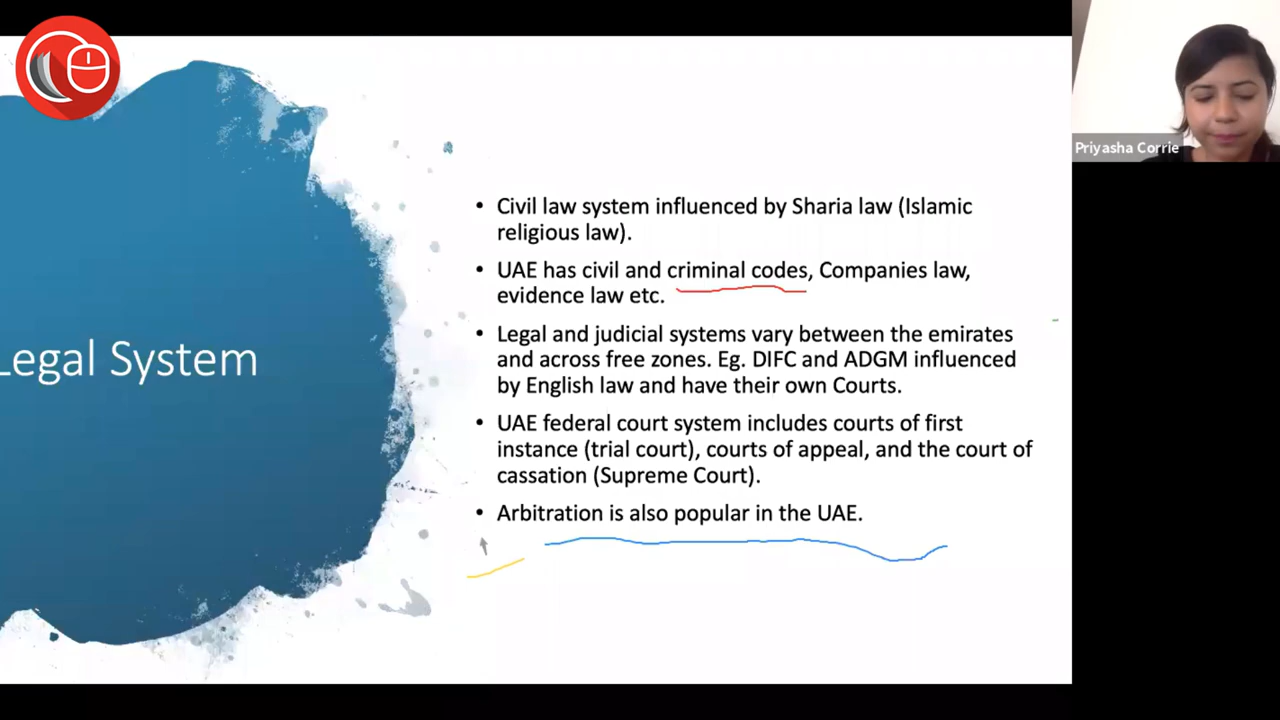 Priyasha Corrie
Legal System
• Civil law system influenced by Sharia law (Islamic
religious law).
• UAE has civil and criminal codes, Companies law,
evidence law etc.
• Legal and judicial systems vary between the emirates
and across free zones. Eg. DIFC and ADGM influenced
by English law and have their own Courts.
• UAE federal court system includes courts of first
instance (trial court), courts of appeal, and the court of
cassation (Supreme Court).
• Arbitration is also popular in the UAE.